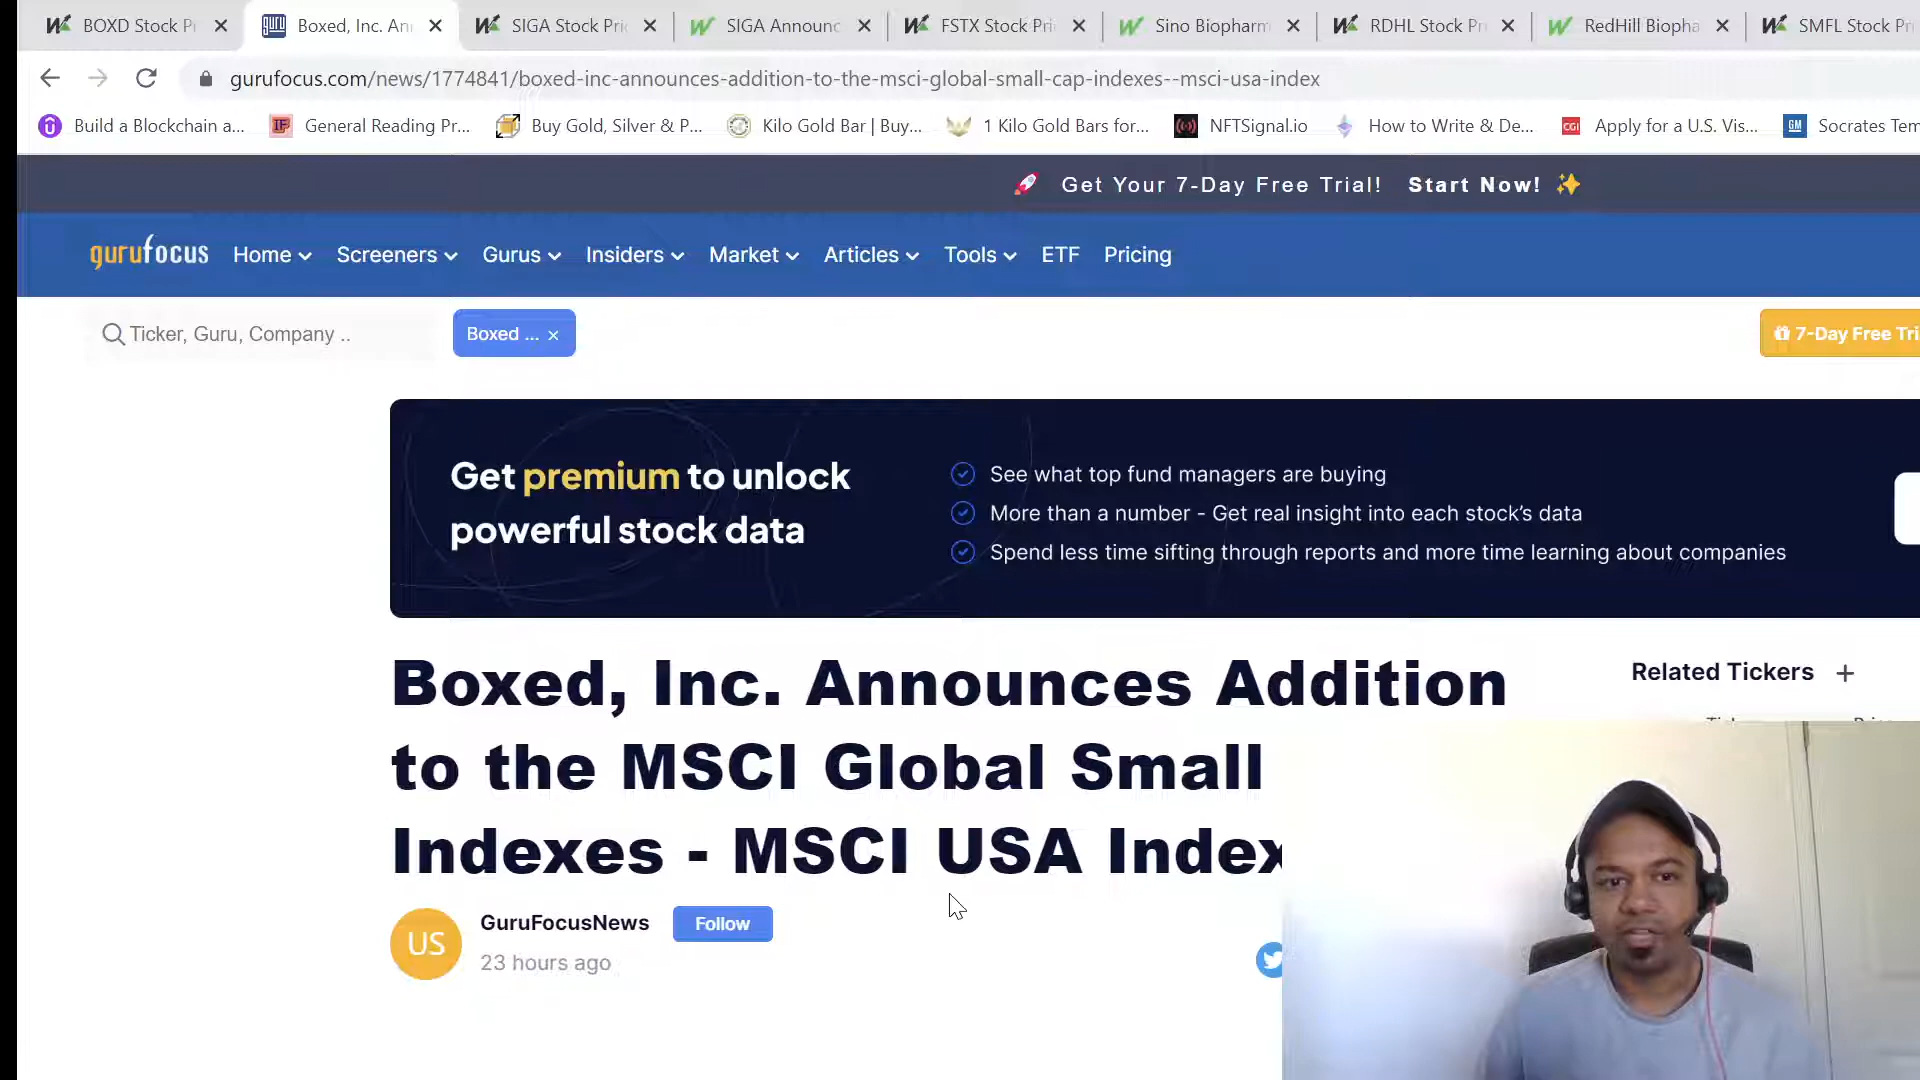 BOXD Stock Pr
Boxed, Inc. An
SIGA Stock Pric
SIGA Announc
FSTX Stock Pri
Sino Biopharm
RDHL Stock Pr
RedHill Biopha
SMFL Stock Pri
gurufocus.com/news/1774841/boxed-inc-announces-addition-to-the-msci-global-small-cap-indexes--msci-usa-index
Build a Blockchain a...
IF
General Reading Pr...
Buy Gold, Silver & P...
Kilo Gold Bar | Buy...
1 Kilo Gold Bars for...
NFTSignal.io
How to Write & De...
CGI
Apply for a U.S. Vis...
GM
Socrates Tem
Get Your 7-Day Free Trial! Start Now!
gurufocus
Home
Screeners
Gurus
Insiders
Market
Articles
Tools
ETF
Pricing
Ticker, Guru, Company ..
Boxed ... ×
7-Day Free Tri
Get premium to unlock
powerful stock data
See what top fund managers are buying
More than a number - Get real insight into each stock's data
Spend less time sifting through reports and more time learning about companies
Boxed, Inc. Announces Addition
to the MSCI Global Small
Indexes - MSCI USA Index
Related Tickers +
US
GuruFocusNews
Follow
23 hours ago